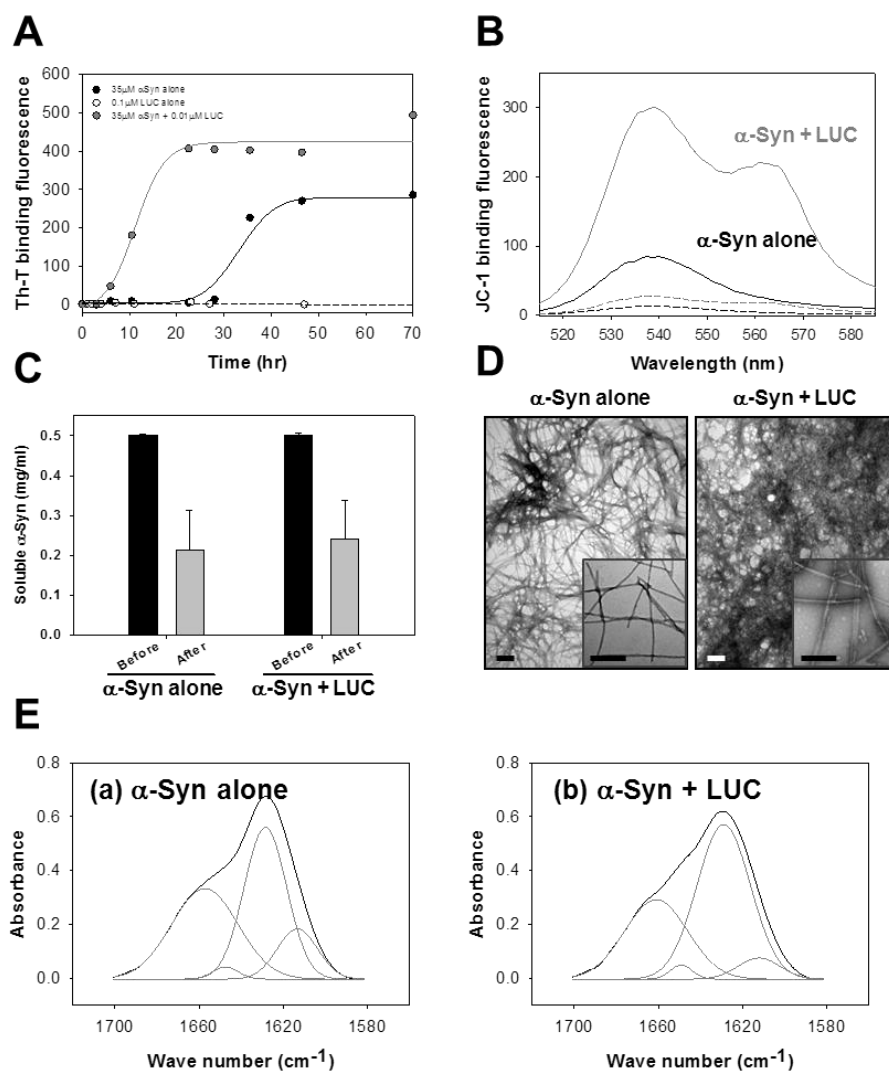 A
Th-T binding fluorescence
600
500
400
300
200
100
0
35µM αSyn alone
0.1µM LUC alone
35µM αSyn + 0.01µM LUC
0 10 20 30 40 50 60 70
Time (hr)
B
JC-1 binding fluorescence
300
200
100
0
α-Syn + LUC
α-Syn alone
520 530 540 550 560 570 580
Wavelength (nm)
C
Soluble α-Syn (mg/ml)
0.5
0.4
0.3
0.2
0.1
0.0
Before After Before After
α-Syn alone α-Syn + LUC
D
α-Syn alone α-Syn + LUC
E
Absorbance
0.8
0.6
0.4
0.2
0.0
(a) α-Syn alone
1700 1660 1620 1580
Wave number (cm⁻¹)
Absorbance
0.8
0.6
0.4
0.2
0.0
(b) α-Syn + LUC
1700 1660 1620 1580
Wave number (cm⁻¹)